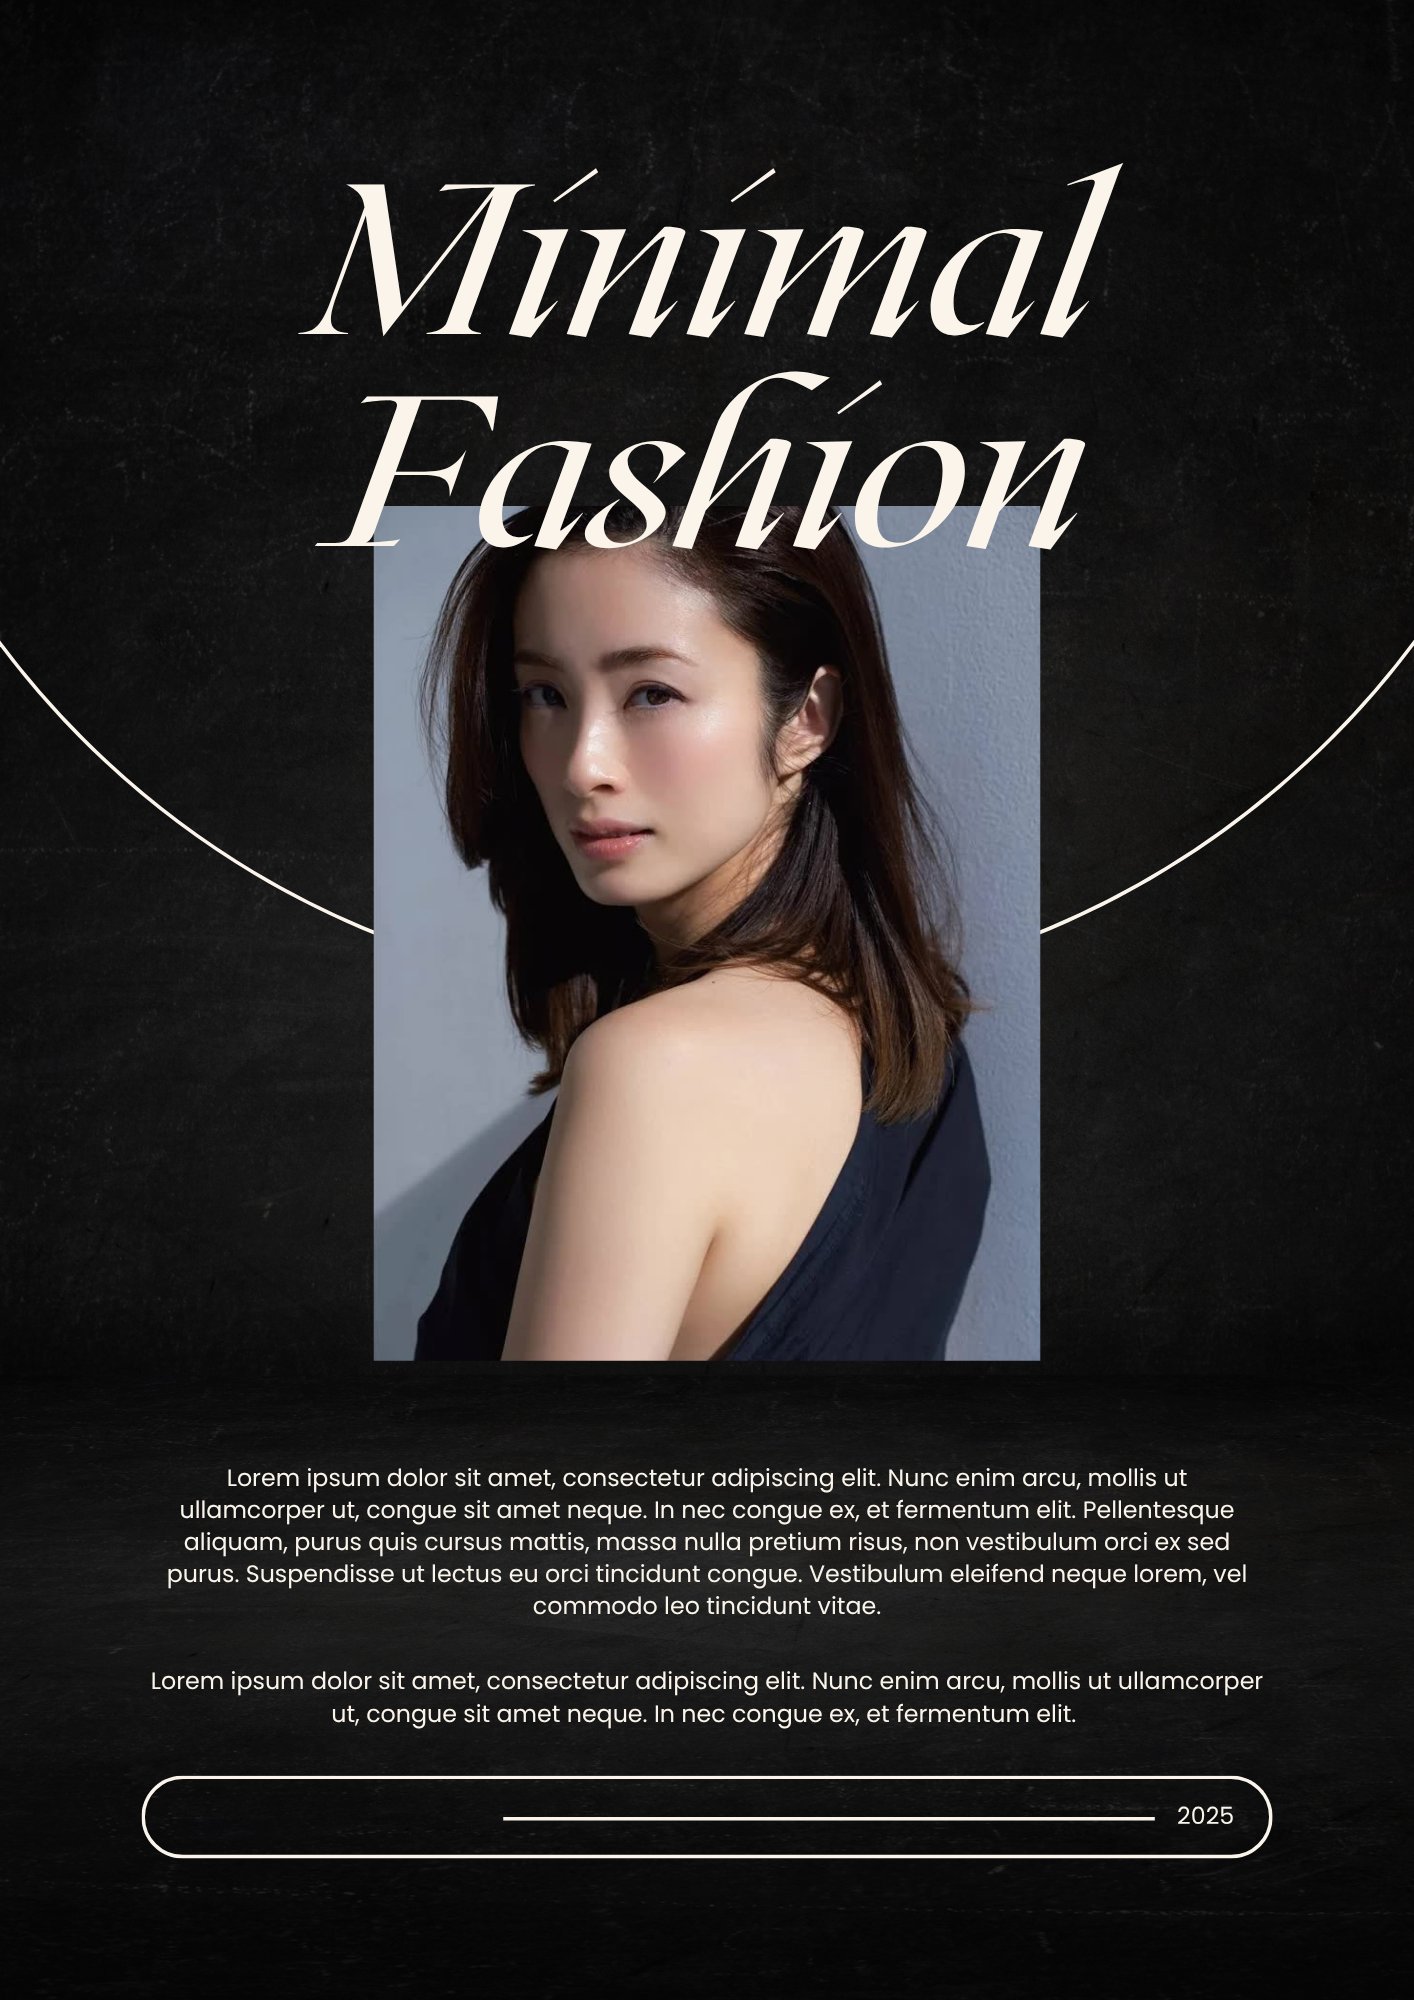 Minimal
Fashion
Lorem ipsum dolor sit amet, consectetur adipiscing elit. Nunc enim arcu, mollis ut
ullamcorper ut, congue sit amet neque. In nec congue ex, et fermentum elit. Pellentesque
aliquam, purus quis cursus mattis, massa nulla pretium risus, non vestibulum orci ex sed
purus. Suspendisse ut lectus eu orci tincidunt congue. Vestibulum eleifend neque lorem, vel
commodo leo tincidunt vitae.
Lorem ipsum dolor sit amet, consectetur adipiscing elit. Nunc enim arcu, mollis ut ullamcorper
ut, congue sit amet neque. In nec congue ex, et fermentum elit.
2025